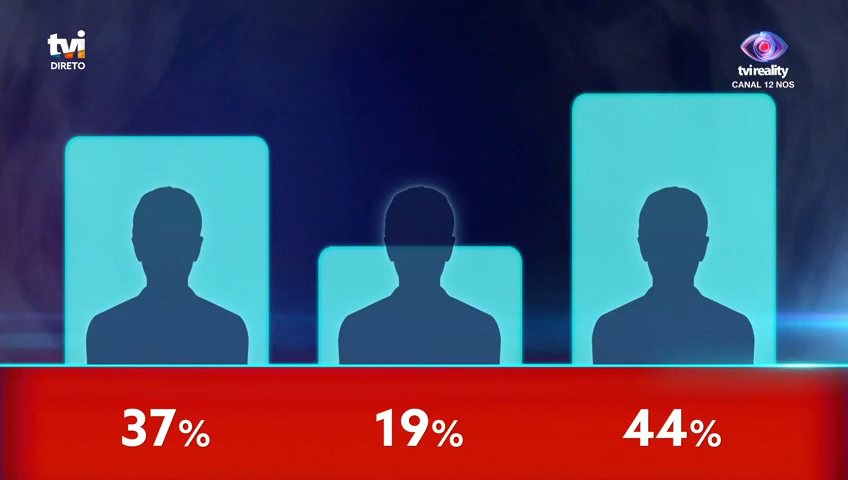 tvi
DIRETO
tvi reality
CANAL 12 NOS
37%
19%
44%